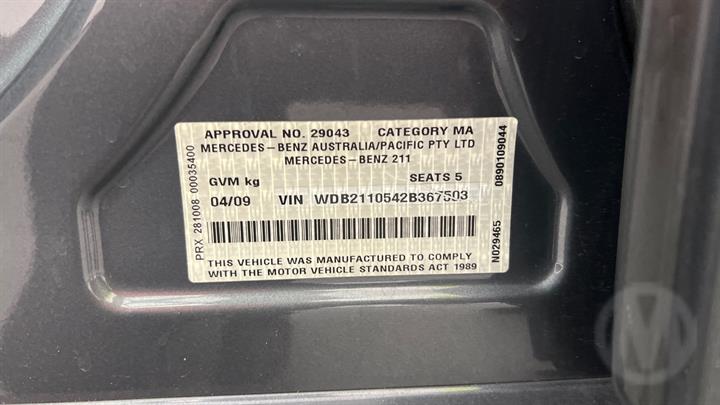 APPROVAL NO. 29043 CATEGORY MA
MERCEDES-BENZ AUSTRALIA/PACIFIC PTY LTD
MERCEDES-BENZ 211
GVM kg SEATS 5
04/09 VIN WDB2110542B367593
THIS VEHICLE WAS MANUFACTURED TO COMPLY
WITH THE MOTOR VEHICLE STANDARDS ACT 1989
PRX 281008 00035400
N029465 0890109044
M